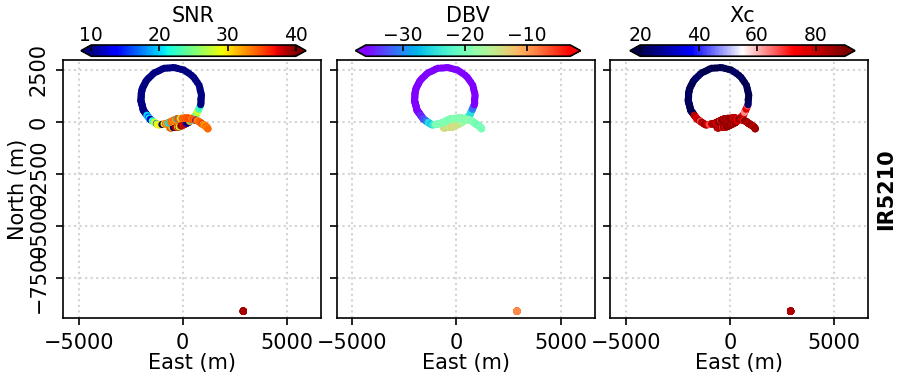 SNR DBV Xc
10 20 30 40 −30 −20 −10 20 40 60 80
2500
0
−2500
−5000
−7500
North (m)
IR5210
−5000 0 5000 −5000 0 5000 −5000 0 5000
East (m) East (m) East (m)